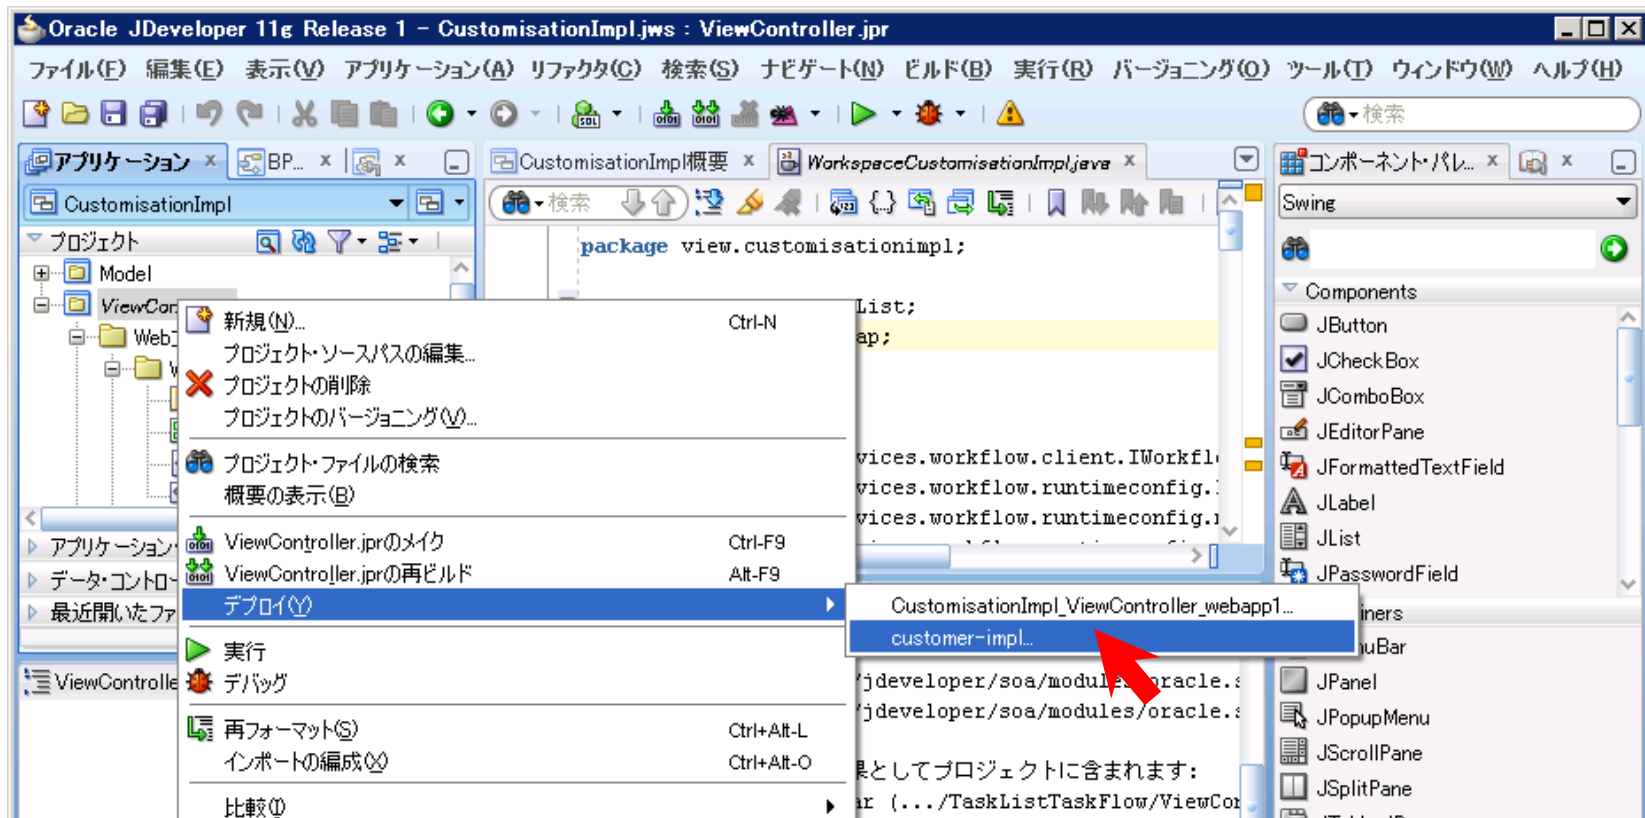 Oracle JDeveloper 11g Release 1 - CustomisationImpl.jws : ViewController.jpr
ファイル(F) 編集(E) 表示(V) アプリケーション(A) リファクタ(C) 検索(S) ナビゲート(N) ビルド(B) 実行(R) バージョニング(O) ツール(T) ウィンドウ(W) ヘルプ(H)
検索
アプリケーション BP...
CustomisationImpl概要 WorkspaceCustomisationImpl.java
コンポーネント・パレ...
CustomisationImpl
検索
Swing
プロジェクト
package view.customisationimpl;
Model
ViewCon
Components
List;
新規(N)... Ctrl-N
JButton
Web
ap;
プロジェクト・ソースパスの編集...
JCheckBox
プロジェクトの削除
JComboBox
プロジェクトのバージョニング(V)...
JEditorPane
プロジェクト・ファイルの検索
vices.workflow.client.IWorkfl
JFormattedTextField
概要の表示(B)
vices.workflow.runtimeconfig.
JLabel
vices.workflow.runtimeconfig.
アプリケーション・
ViewController.jprのメイク Ctrl-F9
JList
データ・コントロー
ViewController.jprの再ビルド Alt-F9
JPasswordField
最近開いたファ
デプロイ(Y)
CustomisationImpl_ViewController_webapp1...
iners
customer-impl...
nuBar
実行
ViewControlle
デバッグ
/jdeveloper/soa/modules/oracle.s
JPanel
/jdeveloper/soa/modules/oracle.s
JPopupMenu
再フォーマット(S) Ctrl+Alt-L
インポートの編成(X) Ctrl+Alt-O
果としてプロジェクトに含まれます:
JScrollPane
比較(I)
ar (.../TaskListTaskFlow/ViewCon
JSplitPane